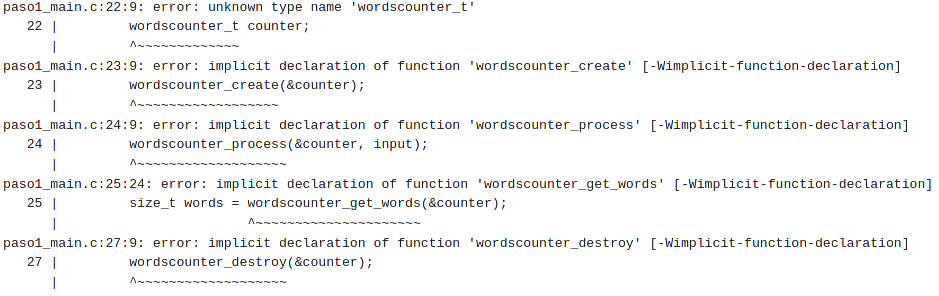 paso1_main.c:22:9: error: unknown type name 'wordscounter_t'
   22 |         wordscounter_t counter;
      |         ^~~~~~~~~~~~~~
paso1_main.c:23:9: error: implicit declaration of function 'wordscounter_create' [-Wimplicit-function-declaration]
   23 |         wordscounter_create(&counter);
      |         ^~~~~~~~~~~~~~~~~~~
paso1_main.c:24:9: error: implicit declaration of function 'wordscounter_process' [-Wimplicit-function-declaration]
   24 |         wordscounter_process(&counter, input);
      |         ^~~~~~~~~~~~~~~~~~~~
paso1_main.c:25:24: error: implicit declaration of function 'wordscounter_get_words' [-Wimplicit-function-declaration]
   25 |         size_t words = wordscounter_get_words(&counter);
      |                        ^~~~~~~~~~~~~~~~~~~~~~
paso1_main.c:27:9: error: implicit declaration of function 'wordscounter_destroy' [-Wimplicit-function-declaration]
   27 |         wordscounter_destroy(&counter);
      |         ^~~~~~~~~~~~~~~~~~~~